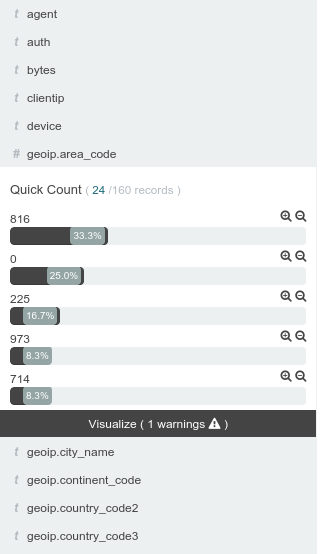 t agent
t auth
t bytes
t clientip
t device
# geoip.area_code
Quick Count ( 24 /160 records )
816
33.3%
0
25.0%
225
16.7%
973
8.3%
714
8.3%
Visualize ( 1 warnings )
t geoip.city_name
t geoip.continent_code
t geoip.country_code2
t geoip.country_code3